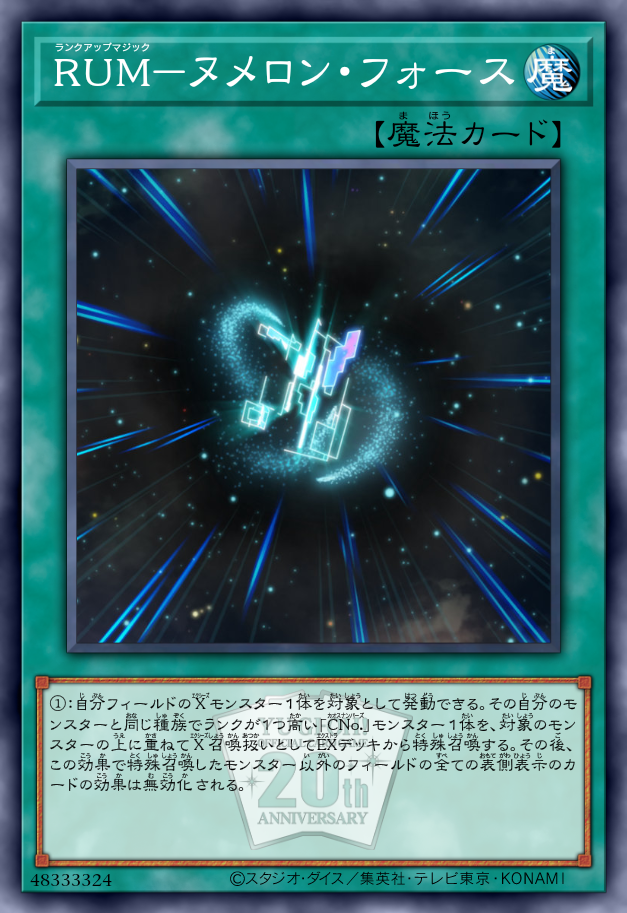 ランクアップマジック
RUM－ヌメロン・フォース
ま
魔
ま ほう
【魔法カード】
①：自分フィールドのXモンスター1体を対象として発動できる。その自分のモ
ンスターと同じ種族でランクが1つ高い「CNo.」モンスター1体を、対象のモン
スターの上に重ねてX召喚扱いとしてEXデッキから特殊召喚する。その後、
この効果で特殊召喚したモンスター以外のフィールドの全ての表側表示のカ
ードの効果は無効化される。
20th
ANNIVERSARY
48333324
©スタジオ・ダイス／集英社・テレビ東京・KONAMI